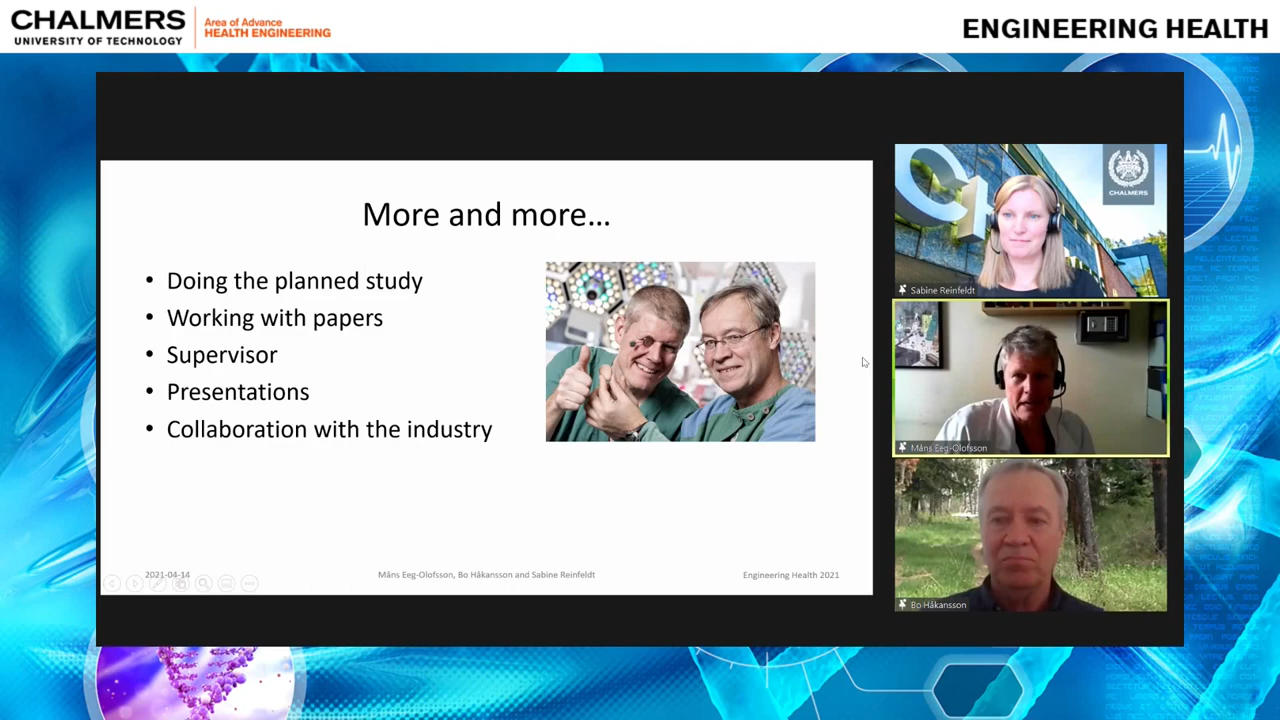 CHALMERS
UNIVERSITY OF TECHNOLOGY
Area of Advance
HEALTH ENGINEERING
ENGINEERING HEALTH
More and more...
• Doing the planned study
• Working with papers
• Supervisor
• Presentations
• Collaboration with the industry
2021-04-14
Måns Eeg-Olofsson, Bo Håkansson and Sabine Reinfeldt
Engineering Health 2021
CHALMERS
Sabine Reinfeldt
Måns Eeg-Olofsson
Bo Håkansson